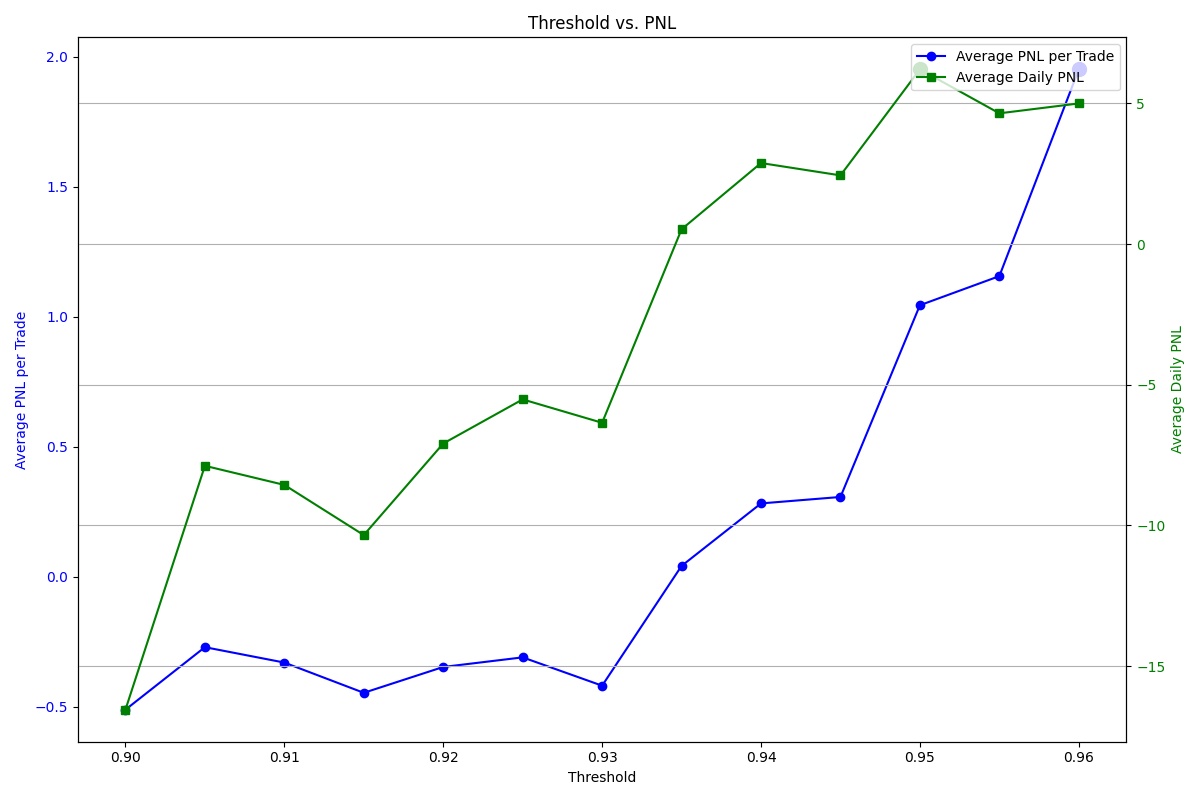 Threshold vs. PNL
Average PNL per Trade
Average Daily PNL
2.0
1.5
1.0
0.5
0.0
−0.5
Average PNL per Trade
5
0
−5
−10
−15
Average Daily PNL
0.90 0.91 0.92 0.93 0.94 0.95 0.96
Threshold